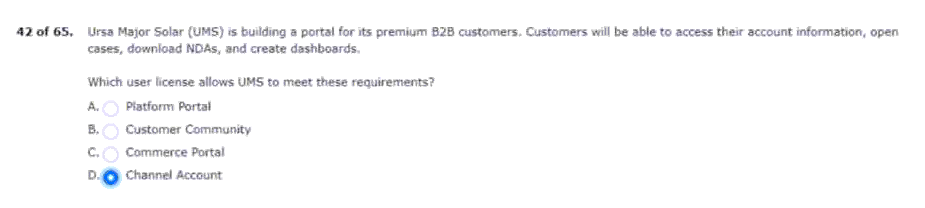 42 of 65. Ursa Major Solar (UMS) is building a portal for its premium B2B customers. Customers will be able to access their account information, open
cases, download NDAs, and create dashboards.
Which user license allows UMS to meet these requirements?
A. Platform Portal
B. Customer Community
C. Commerce Portal
D. Channel Account